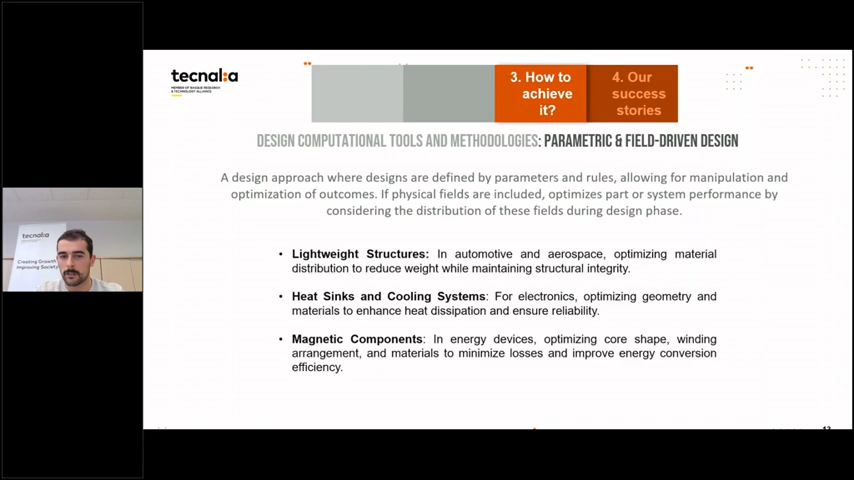 tecnal:a
MEMBER OF BASQUE RESEARCH
& TECHNOLOGY ALLIANCE
3. How to
achieve
it?
4. Our
success
stories
DESIGN COMPUTATIONAL TOOLS AND METHODOLOGIES: PARAMETRIC & FIELD-DRIVEN DESIGN
A design approach where designs are defined by parameters and rules, allowing for manipulation and
optimization of outcomes. If physical fields are included, optimizes part or system performance by
considering the distribution of these fields during design phase.
• Lightweight Structures: In automotive and aerospace, optimizing material
distribution to reduce weight while maintaining structural integrity.
• Heat Sinks and Cooling Systems: For electronics, optimizing geometry and
materials to enhance heat dissipation and ensure reliability.
• Magnetic Components: In energy devices, optimizing core shape, winding
arrangement, and materials to minimize losses and improve energy conversion
efficiency.
tecnal:a
Creating Growth
Improving Society